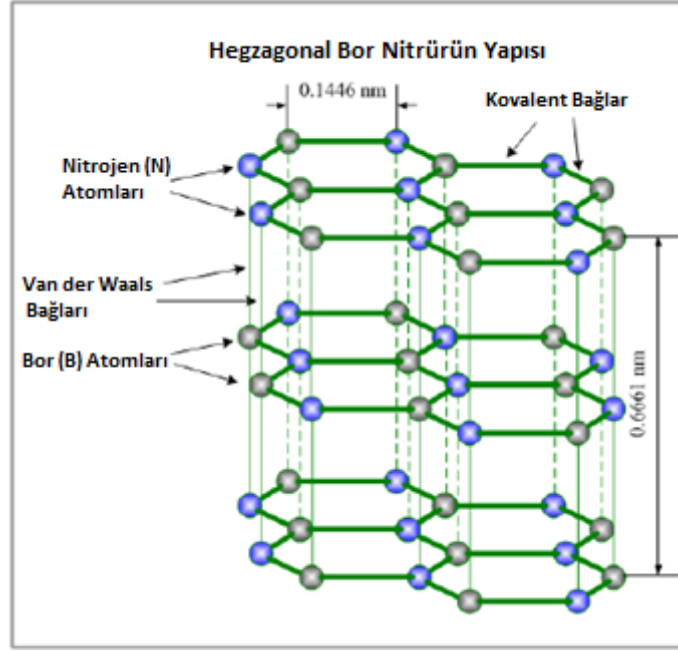 Hegzagonal Bor Nitrürün Yapısı
0.1446 nm
Kovalent Bağlar
Nitrojen (N)
Atomları
Van der Waals
Bağları
Bor (B) Atomları
0.6661 nm